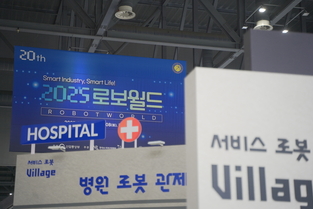 20th
Smart Industry, Smart Life!
2025 로보월드
ROBOTWORLD
HOSPITAL
서비스 로봇
Village
병원 로봇 관제
서비스 로봇
Village